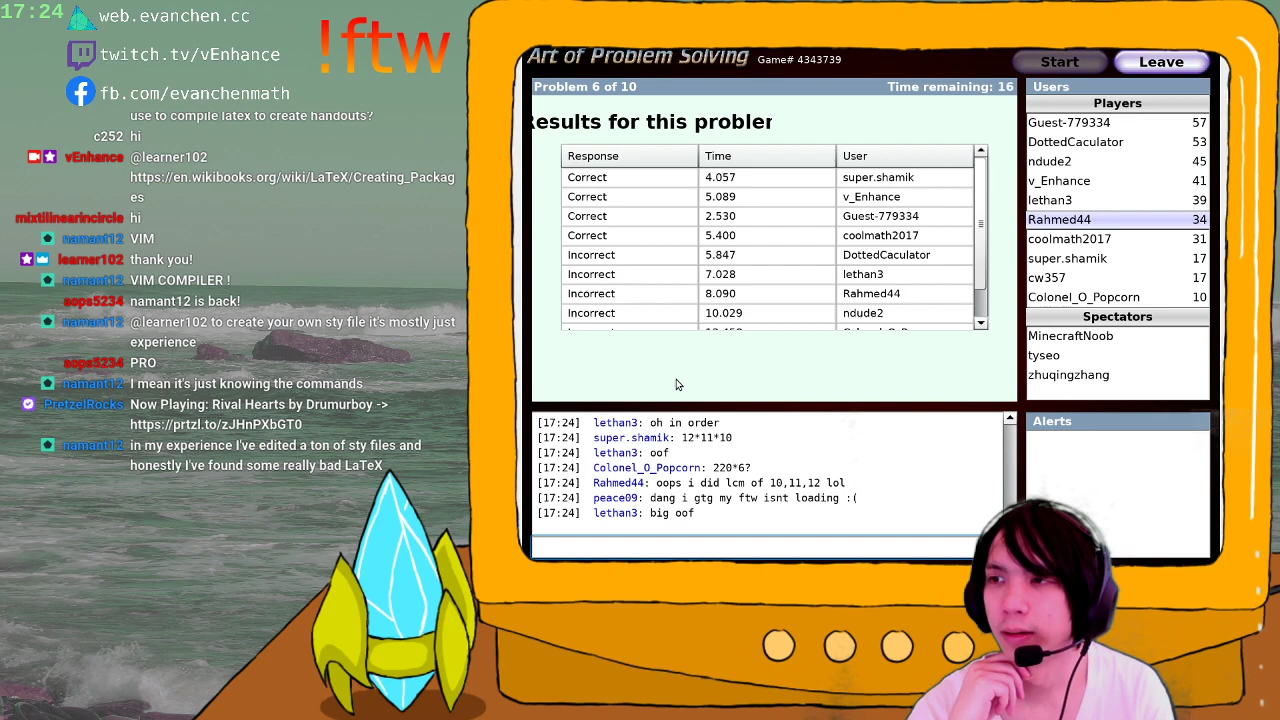 17:24
web.evanchen.cc
twitch.tv/vEnhance
fb.com/evanchenmath
!ftw
use to compile latex to create handouts?
c252 hi
vEnhance @learner102
https://en.wikibooks.org/wiki/LaTeX/Creating_Packag
es
mixtilinearincircle hi
namant12 VIM
learner102 thank you!
namant12 VIM COMPILER !
aops5234 namant12 is back!
namant12 @learner102 to create your own sty file it's mostly just
experience
aops5234 PRO
namant12 I mean it's just knowing the commands
PretzelRocks Now Playing: Rival Hearts by Drumurboy ->
https://prtzl.to/zJHnPXbGT0
namant12 in my experience I've edited a ton of sty files and
honestly I've found some really bad LaTeX
Art of Problem Solving Game# 4343739
Start Leave
Problem 6 of 10 Time remaining: 16
Results for this probler
Response Time User
Correct 4.057 super.shamik
Correct 5.089 v_Enhance
Correct 2.530 Guest-779334
Correct 5.400 coolmath2017
Incorrect 5.847 DottedCaculator
Incorrect 7.028 lethan3
Incorrect 8.090 Rahmed44
Incorrect 10.029 ndude2
[17:24] lethan3: oh in order
[17:24] super.shamik: 12*11*10
[17:24] lethan3: oof
[17:24] Colonel_O_Popcorn: 220*6?
[17:24] Rahmed44: oops i did lcm of 10,11,12 lol
[17:24] peace09: dang i gtg my ftw isnt loading :(
[17:24] lethan3: big oof
Users
Players
Guest-779334 57
DottedCaculator 53
ndude2 45
v_Enhance 41
lethan3 39
Rahmed44 34
coolmath2017 31
super.shamik 17
cw357 17
Colonel_O_Popcorn 10
Spectators
MinecraftNoob
tyseo
zhuqingzhang
Alerts